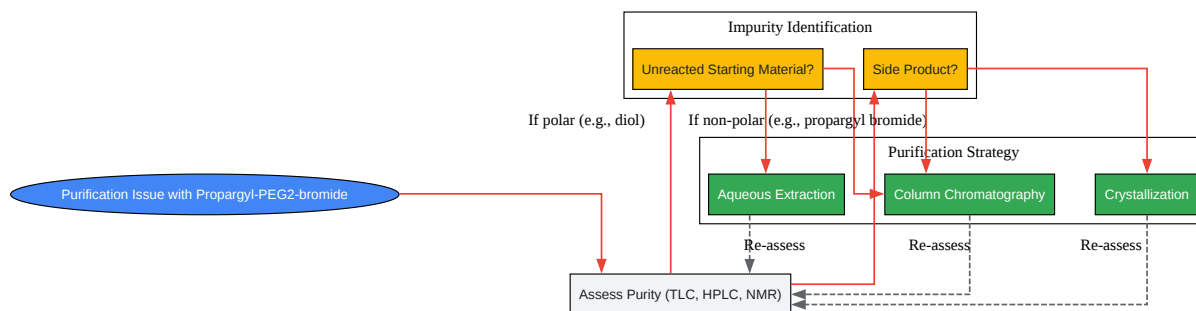 Impurity Identification
Unreacted Starting Material?
Side Product?
If polar (e.g., diol)
If non-polar (e.g., propargyl bromide)
Purification Strategy
Purification Issue with Propargyl-PEG2-bromide
Aqueous Extraction
Column Chromatography
Crystallization
Re-assess
Re-assess
Re-assess
Assess Purity (TLC, HPLC, NMR)